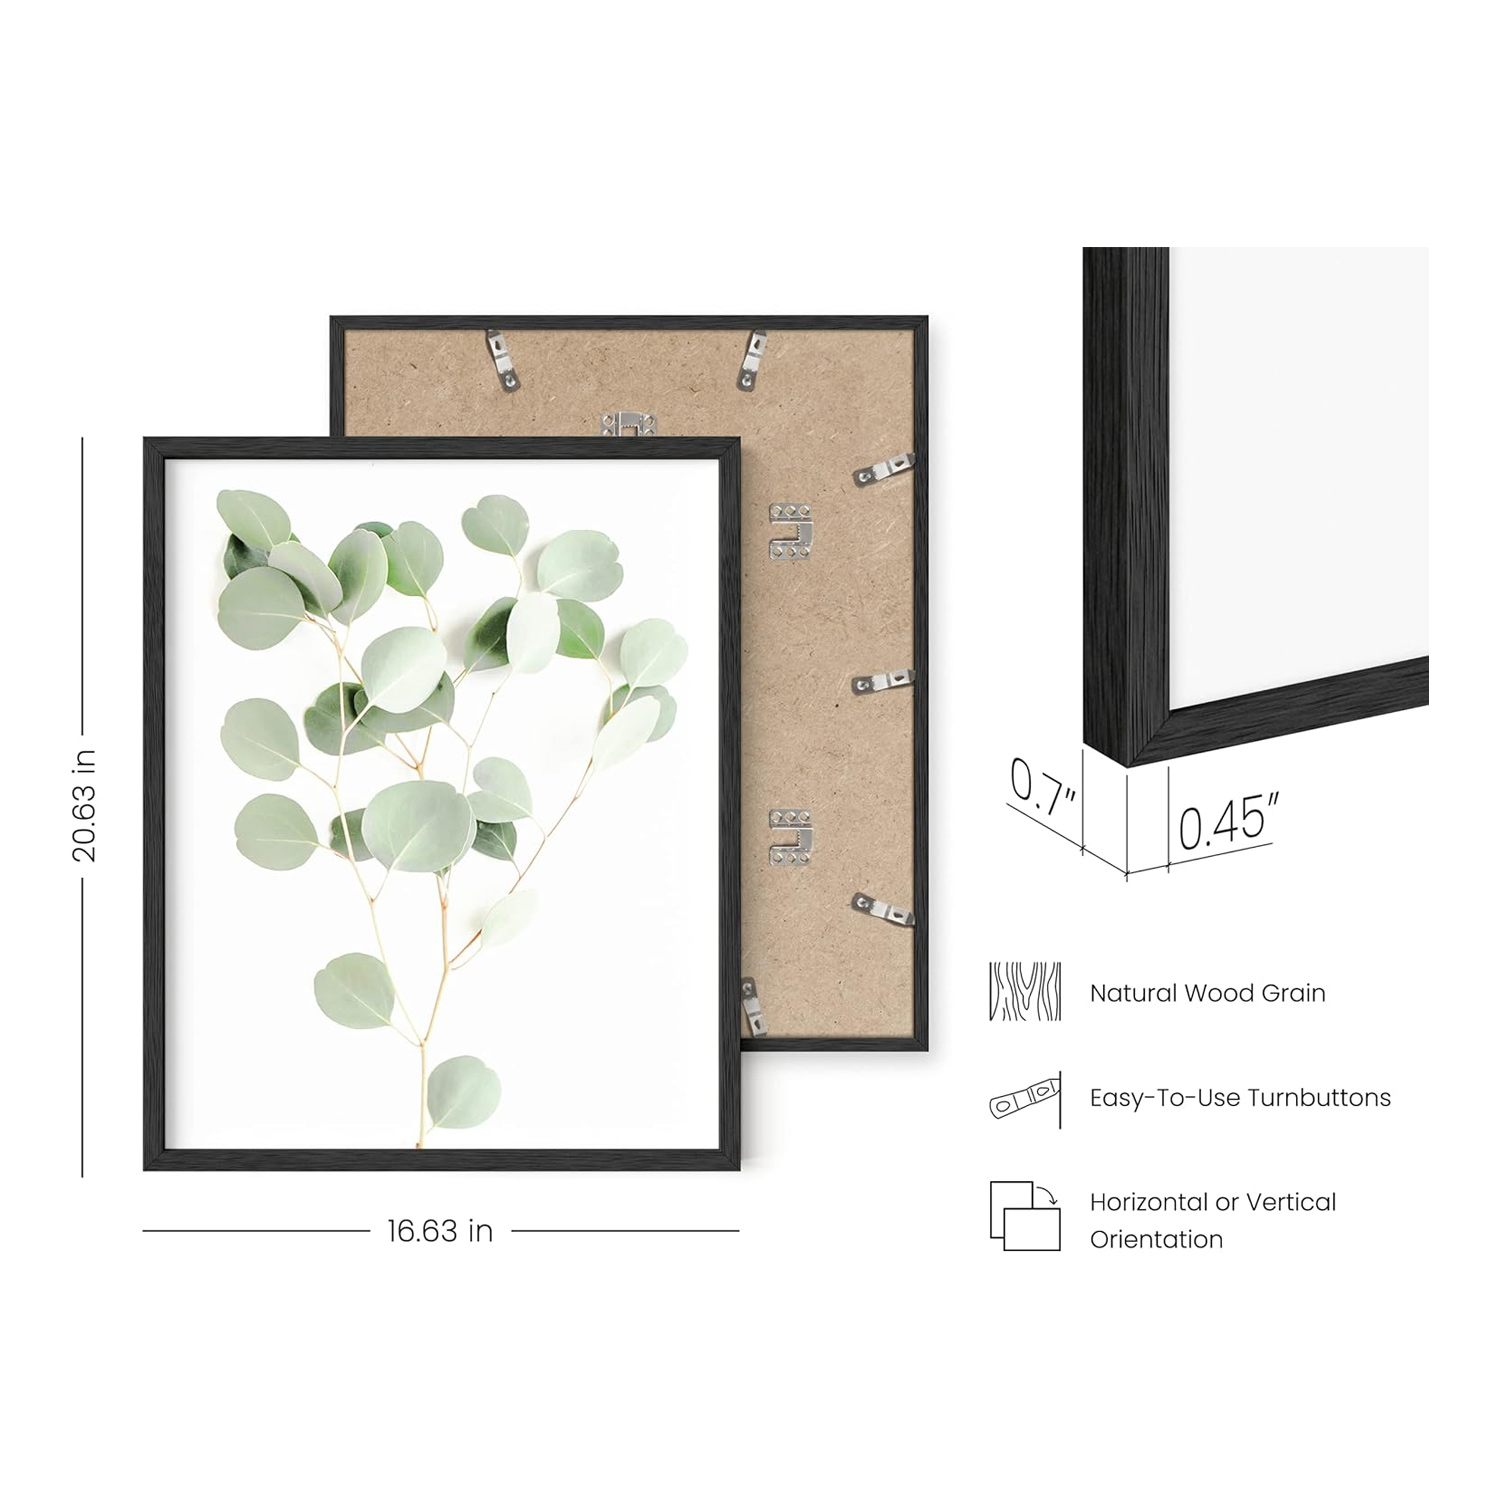 20.63 in
16.63 in
0.7"
0.45"
Natural Wood Grain
Easy-To-Use Turnbuttons
Horizontal or Vertical
Orientation